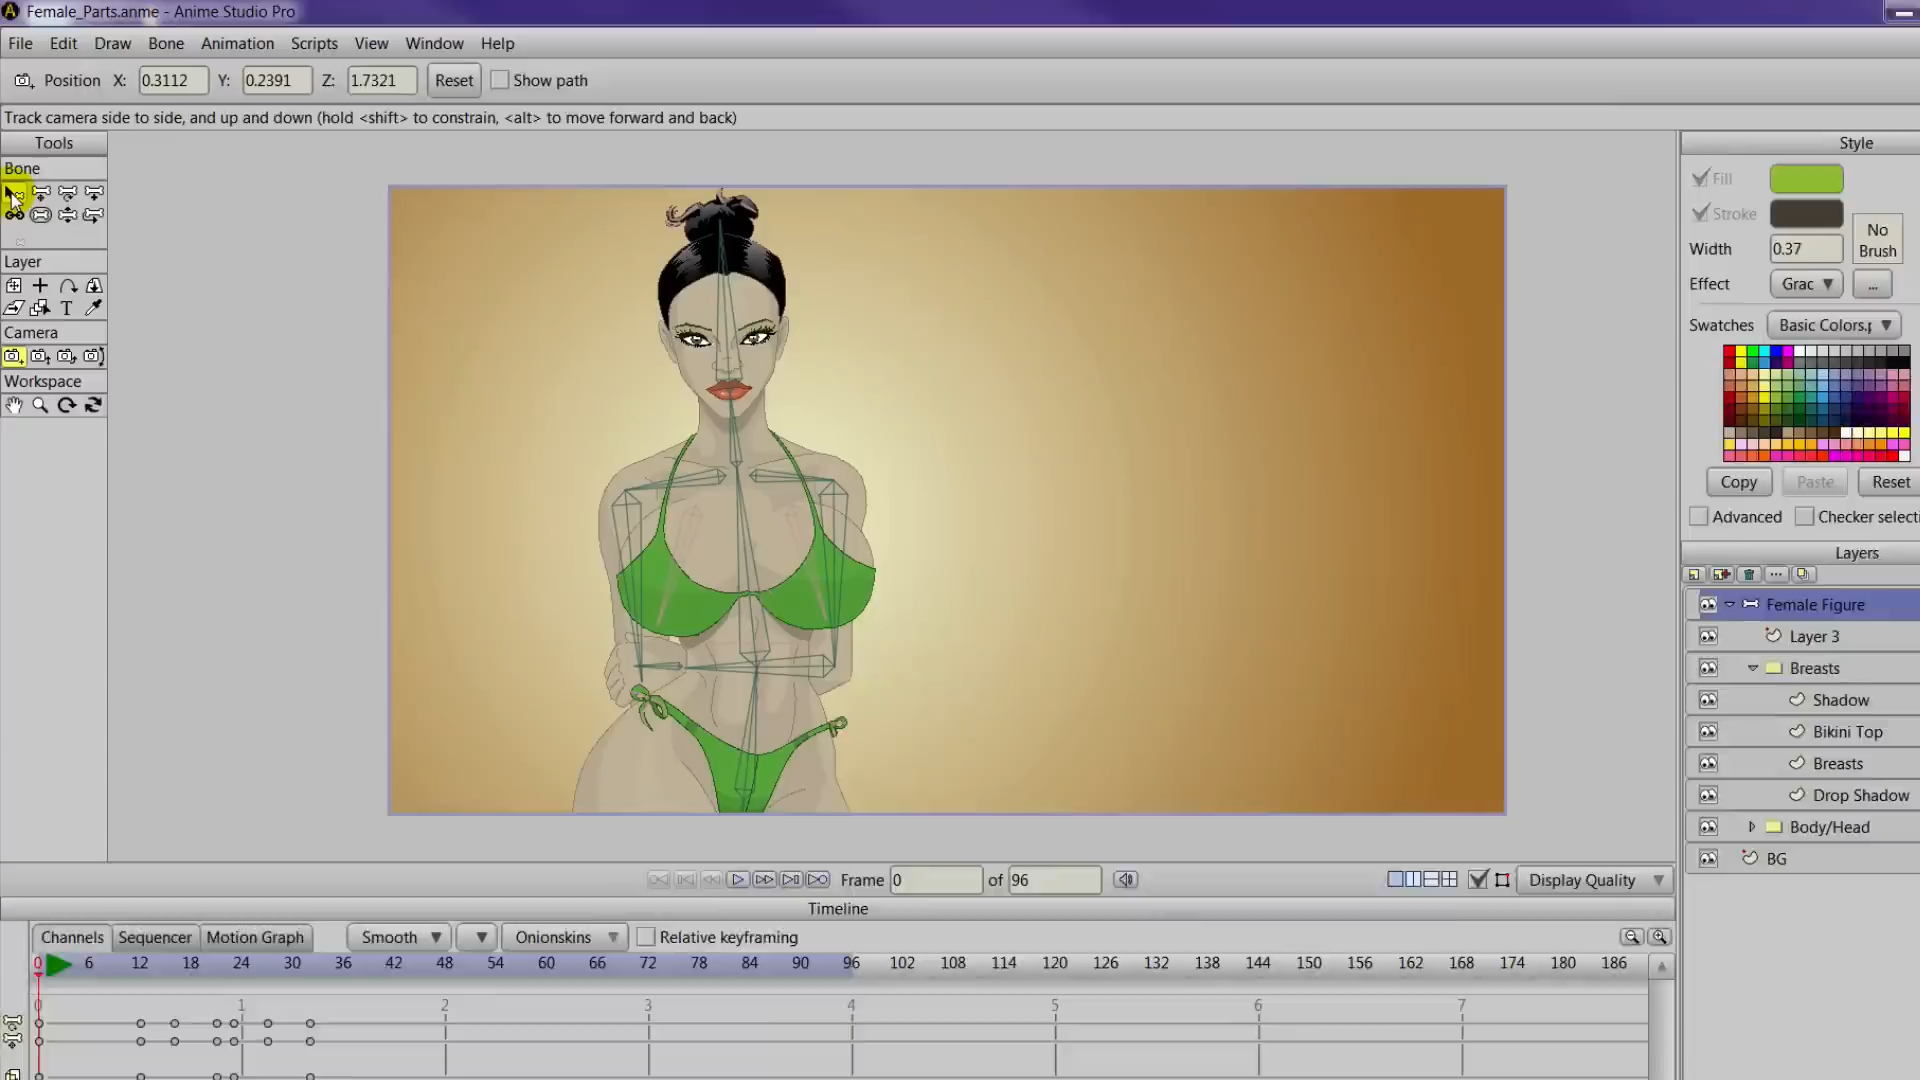 Female_Parts.anme - Anime Studio Pro
File Edit Draw Bone Animation Scripts View Window Help
Position X: 0.3112 Y: 0.2391 Z: 1.7321 Reset Show path
Track camera side to side, and up and down (hold <shift> to constrain, <alt> to move forward and back)
Tools
Bone
Layer
T
Camera
Workspace
Style
Fill
Stroke
No Brush
Width 0.37
Effect Grac ...
Swatches Basic Colors.p
Copy Paste Reset
Advanced Checker selecti
Layers
Female Figure
Layer 3
Breasts
Shadow
Bikini Top
Breasts
Drop Shadow
Body/Head
BG
Frame 0 of 96
Display Quality
Timeline
Channels Sequencer Motion Graph Smooth Onionskins Relative keyframing
0 6 12 18 24 30 36 42 48 54 60 66 72 78 84 90 96 102 108 114 120 126 132 138 144 150 156 162 168 174 180 186
0 1 2 3 4 5 6 7